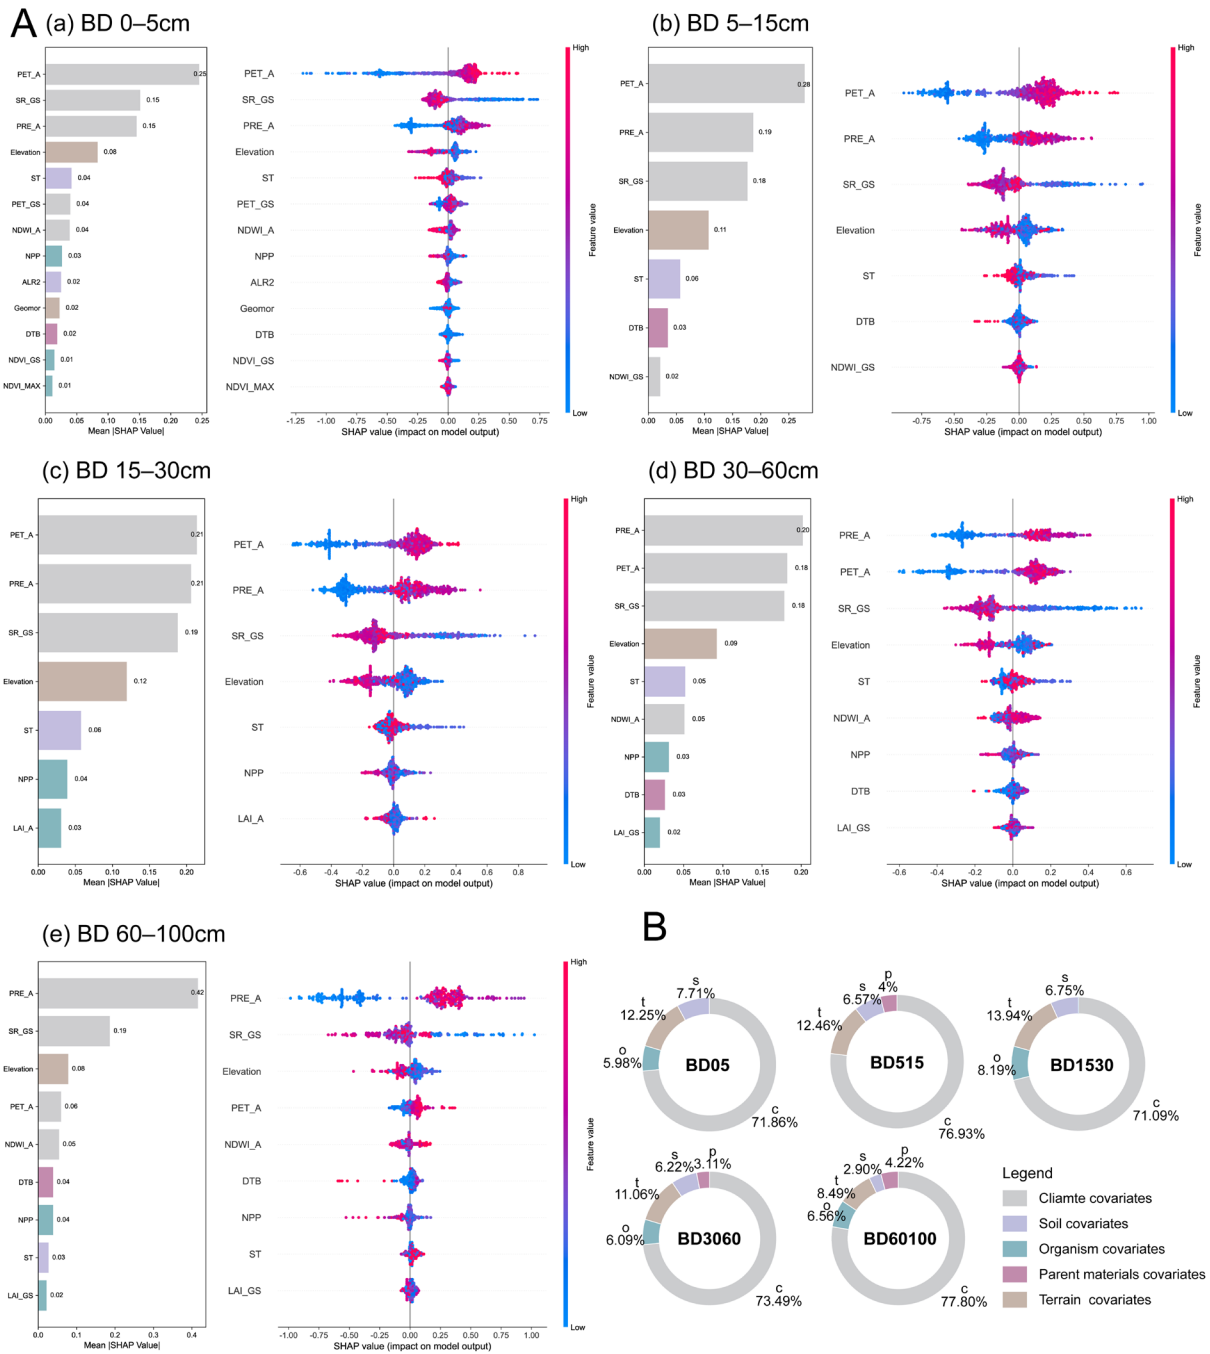 A
(a) BD 0–5cm
PET_A
0.25
SR_GS
0.15
PRE_A
0.15
Elevation
0.08
ST
0.04
PET_GS
0.04
NDWI_A
0.04
NPP
0.03
ALR2
0.02
Geomor
0.02
DTB
0.02
NDVI_GS
0.01
NDVI_MAX
0.01
0.00 0.05 0.10 0.15 0.20 0.25
Mean |SHAP Value|
PET_A
SR_GS
PRE_A
Elevation
ST
PET_GS
NDWI_A
NPP
ALR2
Geomor
DTB
NDVI_GS
NDVI_MAX
-1.25 -1.00 -0.75 -0.50 -0.25 0.00 0.25 0.50 0.75
SHAP value (impact on model output)
High
Feature value
Low
(b) BD 5–15cm
PET_A
0.28
PRE_A
0.19
SR_GS
0.18
Elevation
0.11
ST
0.06
DTB
0.03
NDWI_GS
0.02
0.00 0.05 0.10 0.15 0.20 0.25
Mean |SHAP Value|
PET_A
PRE_A
SR_GS
Elevation
ST
DTB
NDWI_GS
-0.75 -0.50 -0.25 0.00 0.25 0.50 0.75 1.00
SHAP value (impact on model output)
High
Feature value
Low
(c) BD 15–30cm
PET_A
0.21
PRE_A
0.21
SR_GS
0.19
Elevation
0.12
ST
0.06
NPP
0.04
LAI_A
0.03
0.00 0.05 0.10 0.15 0.20
Mean |SHAP Value|
PET_A
PRE_A
SR_GS
Elevation
ST
NPP
LAI_A
-0.6 -0.4 -0.2 0.0 0.2 0.4 0.6 0.8
SHAP value (impact on model output)
High
Feature value
Low
(d) BD 30–60cm
PRE_A
0.20
PET_A
0.18
SR_GS
0.18
Elevation
0.09
ST
0.05
NDWI_A
0.05
NPP
0.03
DTB
0.03
LAI_GS
0.02
0.00 0.05 0.10 0.15 0.20
Mean |SHAP Value|
PRE_A
PET_A
SR_GS
Elevation
ST
NDWI_A
NPP
DTB
LAI_GS
-0.6 -0.4 -0.2 0.0 0.2 0.4 0.6
SHAP value (impact on model output)
High
Feature value
Low
(e) BD 60–100cm
PRE_A
0.42
SR_GS
0.19
Elevation
0.08
PET_A
0.06
NDWI_A
0.05
DTB
0.04
NPP
0.04
ST
0.03
LAI_GS
0.02
0.0 0.1 0.2 0.3 0.4
Mean |SHAP Value|
PRE_A
SR_GS
Elevation
PET_A
NDWI_A
DTB
NPP
ST
LAI_GS
-1.00 -0.75 -0.50 -0.25 0.00 0.25 0.50 0.75 1.00
SHAP value (impact on model output)
High
Feature value
Low
B
s
7.71%
t
12.25%
o
5.98%
BD05
c
71.86%
p
4%
s
6.57%
t
12.46%
BD515
c
76.93%
s
6.75%
t
13.94%
o
8.19%
BD1530
c
71.09%
s
6.22%
p
3.11%
t
11.06%
o
6.09%
BD3060
c
73.49%
s
2.90%
p
4.22%
t
8.49%
o
6.56%
BD60100
c
77.80%
Legend
Cliamte covariates
Soil covariates
Organism covariates
Parent materials covariates
Terrain covariates